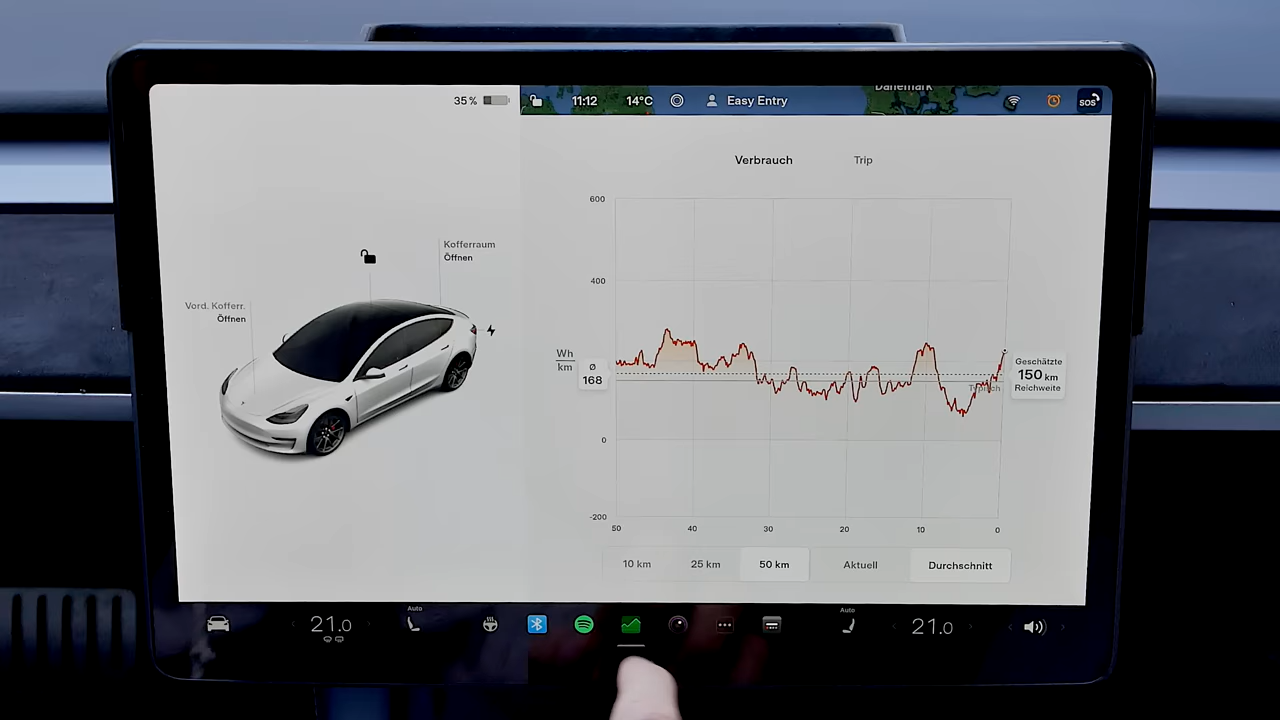 35 %
11:12
14°C
Easy Entry
Dänemark
SOS
Verbrauch
Trip
Kofferraum
Öffnen
Vord. Kofferr.
Öffnen
600
400
0
-200
Wh
km
Ø
168
Geschätzte
150 km
Reichweite
Typisch
50
40
30
20
10
0
10 km
25 km
50 km
Aktuell
Durchschnitt
Auto
21.0
Auto
21.0